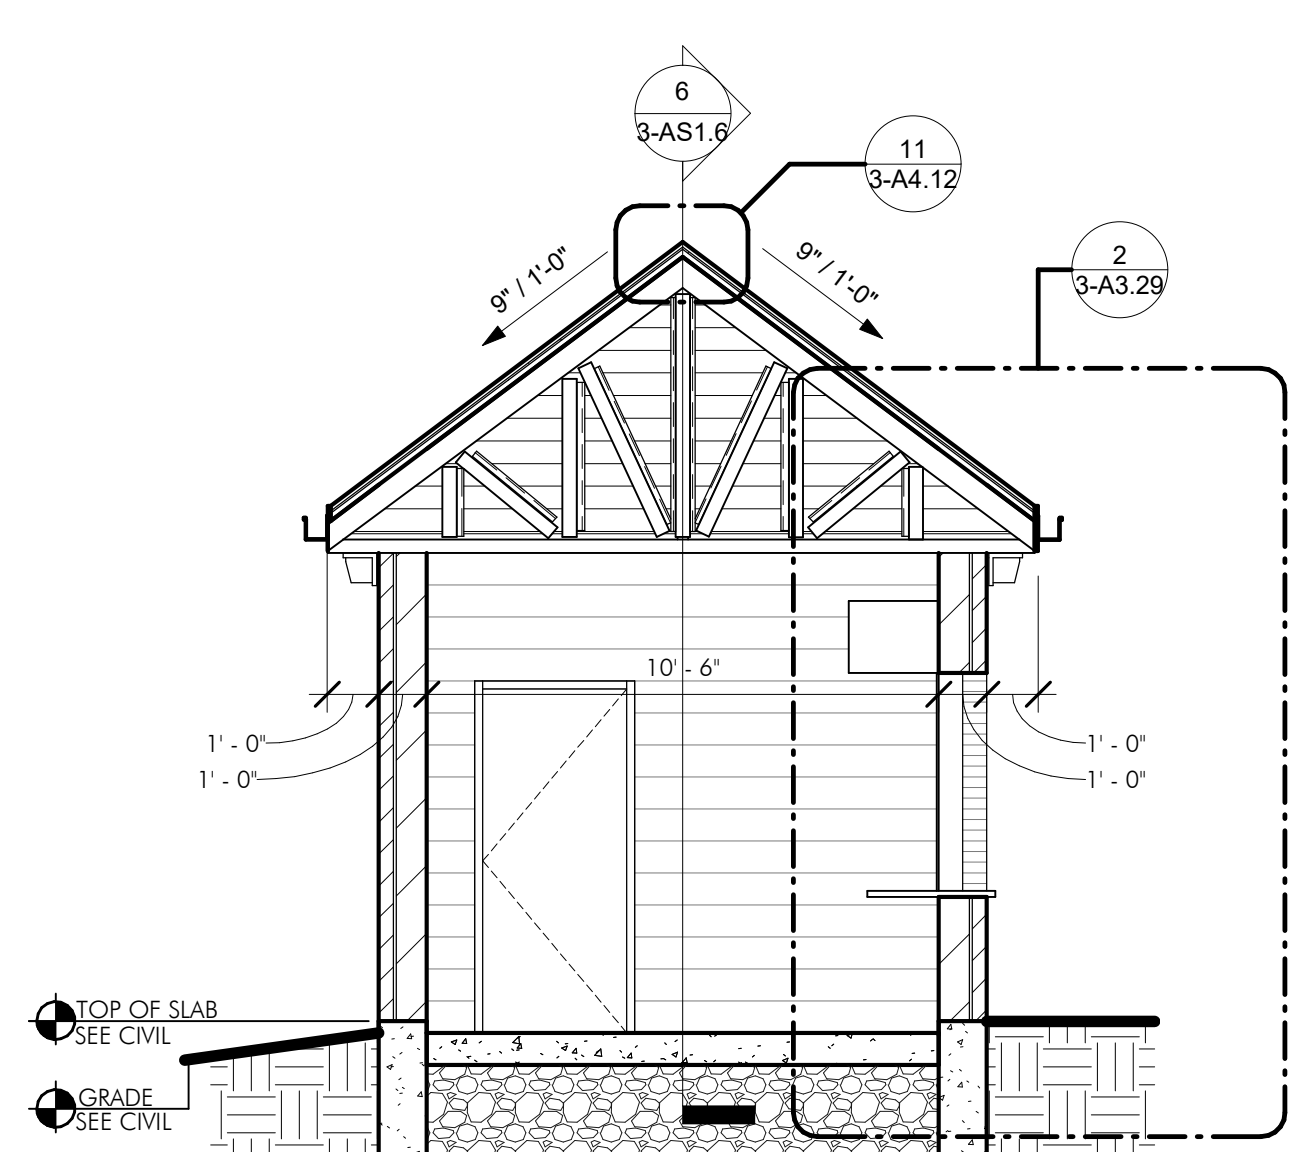 6
3-AS1.6
11
3-A4.12
2
3-A3.29
9" / 1'-0"
9" / 1'-0"
10' - 6"
1' - 0"
1' - 0"
1' - 0"
1' - 0"
TOP OF SLAB
SEE CIVIL
GRADE
SEE CIVIL